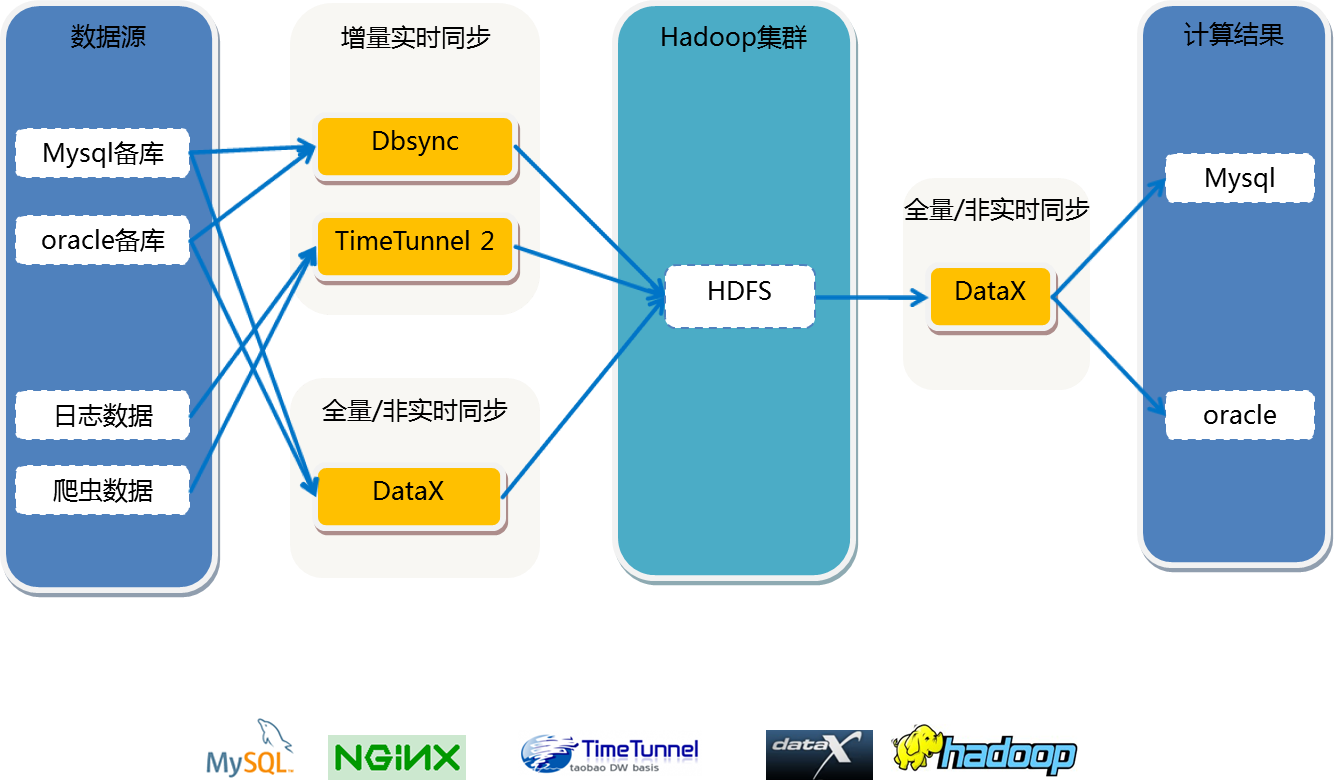 数据源
Mysql备库
oracle备库
日志数据
爬虫数据
增量实时同步
Dbsync
TimeTunnel 2
全量/非实时同步
DataX
Hadoop集群
HDFS
全量/非实时同步
DataX
计算结果
Mysql
oracle
MySQL
NGiNX
TimeTunnel
taobao DW basis
dataX
hadoop